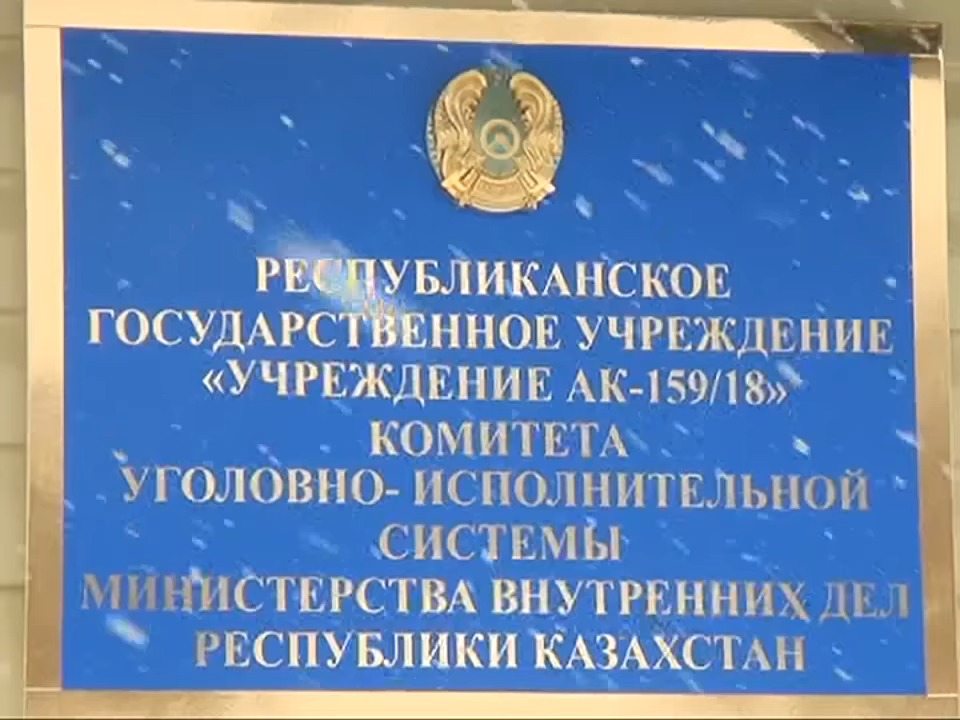 РЕСПУБЛИКАНСКОЕ
ГОСУДАРСТВЕННОЕ УЧРЕЖДЕНИЕ
«УЧРЕЖДЕНИЕ АК-159/18»
КОМИТЕТА
УГОЛОВНО- ИСПОЛНИТЕЛЬНОЙ
СИСТЕМЫ
МИНИСТЕРСТВА ВНУТРЕННИХ ДЕЛ
РЕСПУБЛИКИ КАЗАХСТАН